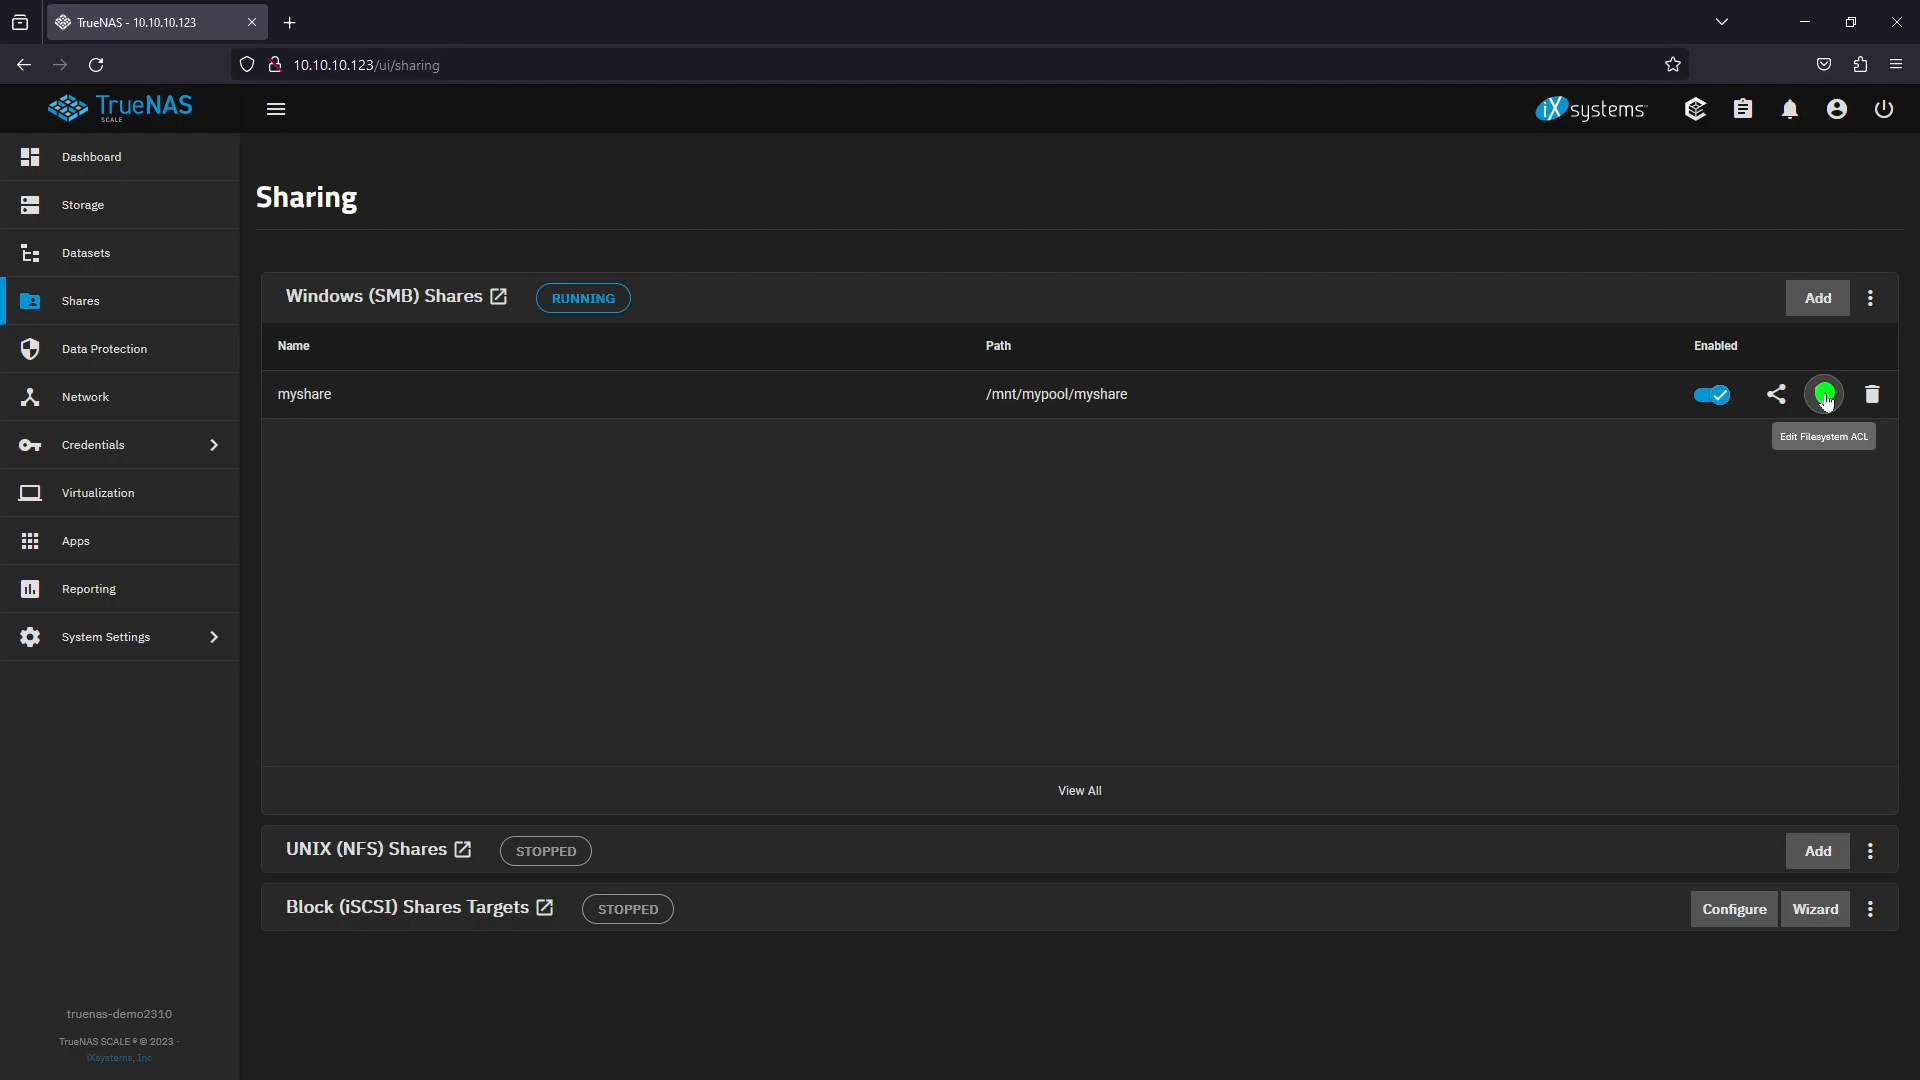 TrueNAS - 10.10.10.123
10.10.10.123/ui/sharing
TrueNAS
SCALE
iXsystems
Dashboard
Storage
Datasets
Shares
Data Protection
Network
Credentials
Virtualization
Apps
Reporting
System Settings
truenas-demo2310
TrueNAS SCALE ® © 2023 -
iXsystems, Inc
Sharing
Windows (SMB) Shares RUNNING Add
Name Path Enabled
myshare /mnt/mypool/myshare
Edit Filesystem ACL
View All
UNIX (NFS) Shares STOPPED Add
Block (iSCSI) Shares Targets STOPPED Configure Wizard